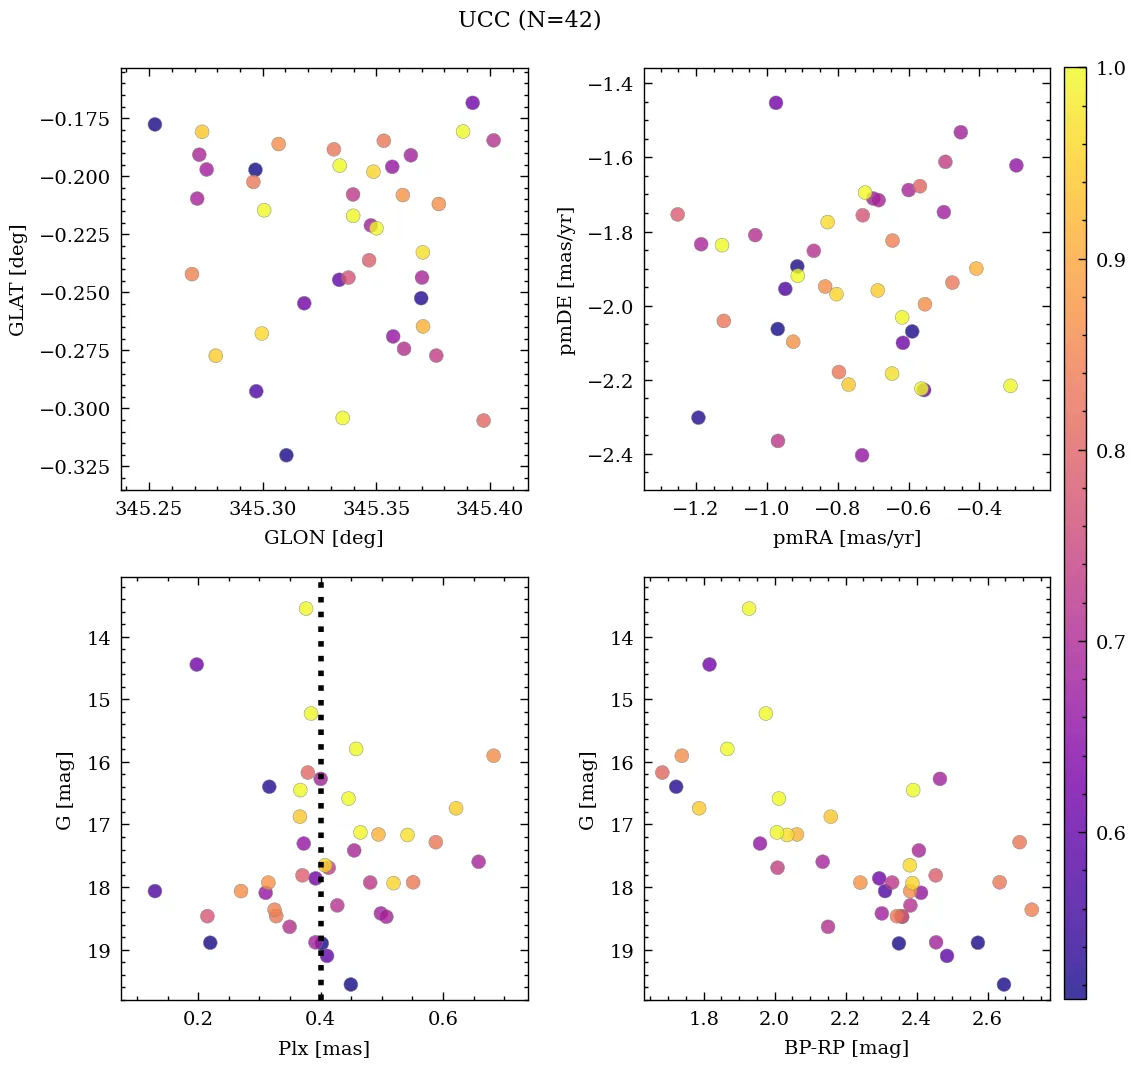 UCC (N=42)
−0.175
−0.200
−0.225
−0.250
−0.275
−0.300
−0.325
GLAT [deg]
345.25 345.30 345.35 345.40
GLON [deg]
−1.4
−1.6
−1.8
−2.0
−2.2
−2.4
pmDE [mas/yr]
−1.2 −1.0 −0.8 −0.6 −0.4
pmRA [mas/yr]
14
15
16
17
18
19
G [mag]
0.2 0.4 0.6
Plx [mas]
14
15
16
17
18
19
G [mag]
1.8 2.0 2.2 2.4 2.6
BP-RP [mag]
1.0
0.9
0.8
0.7
0.6